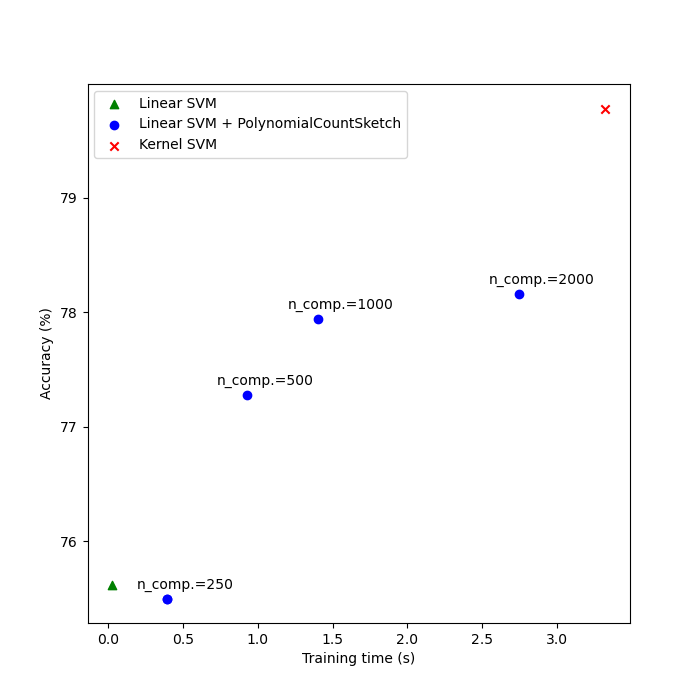 Linear SVM
Linear SVM + PolynomialCountSketch
Kernel SVM
79
78
77
76
Accuracy (%)
n_comp.=2000
n_comp.=1000
n_comp.=500
n_comp.=250
0.0 0.5 1.0 1.5 2.0 2.5 3.0
Training time (s)